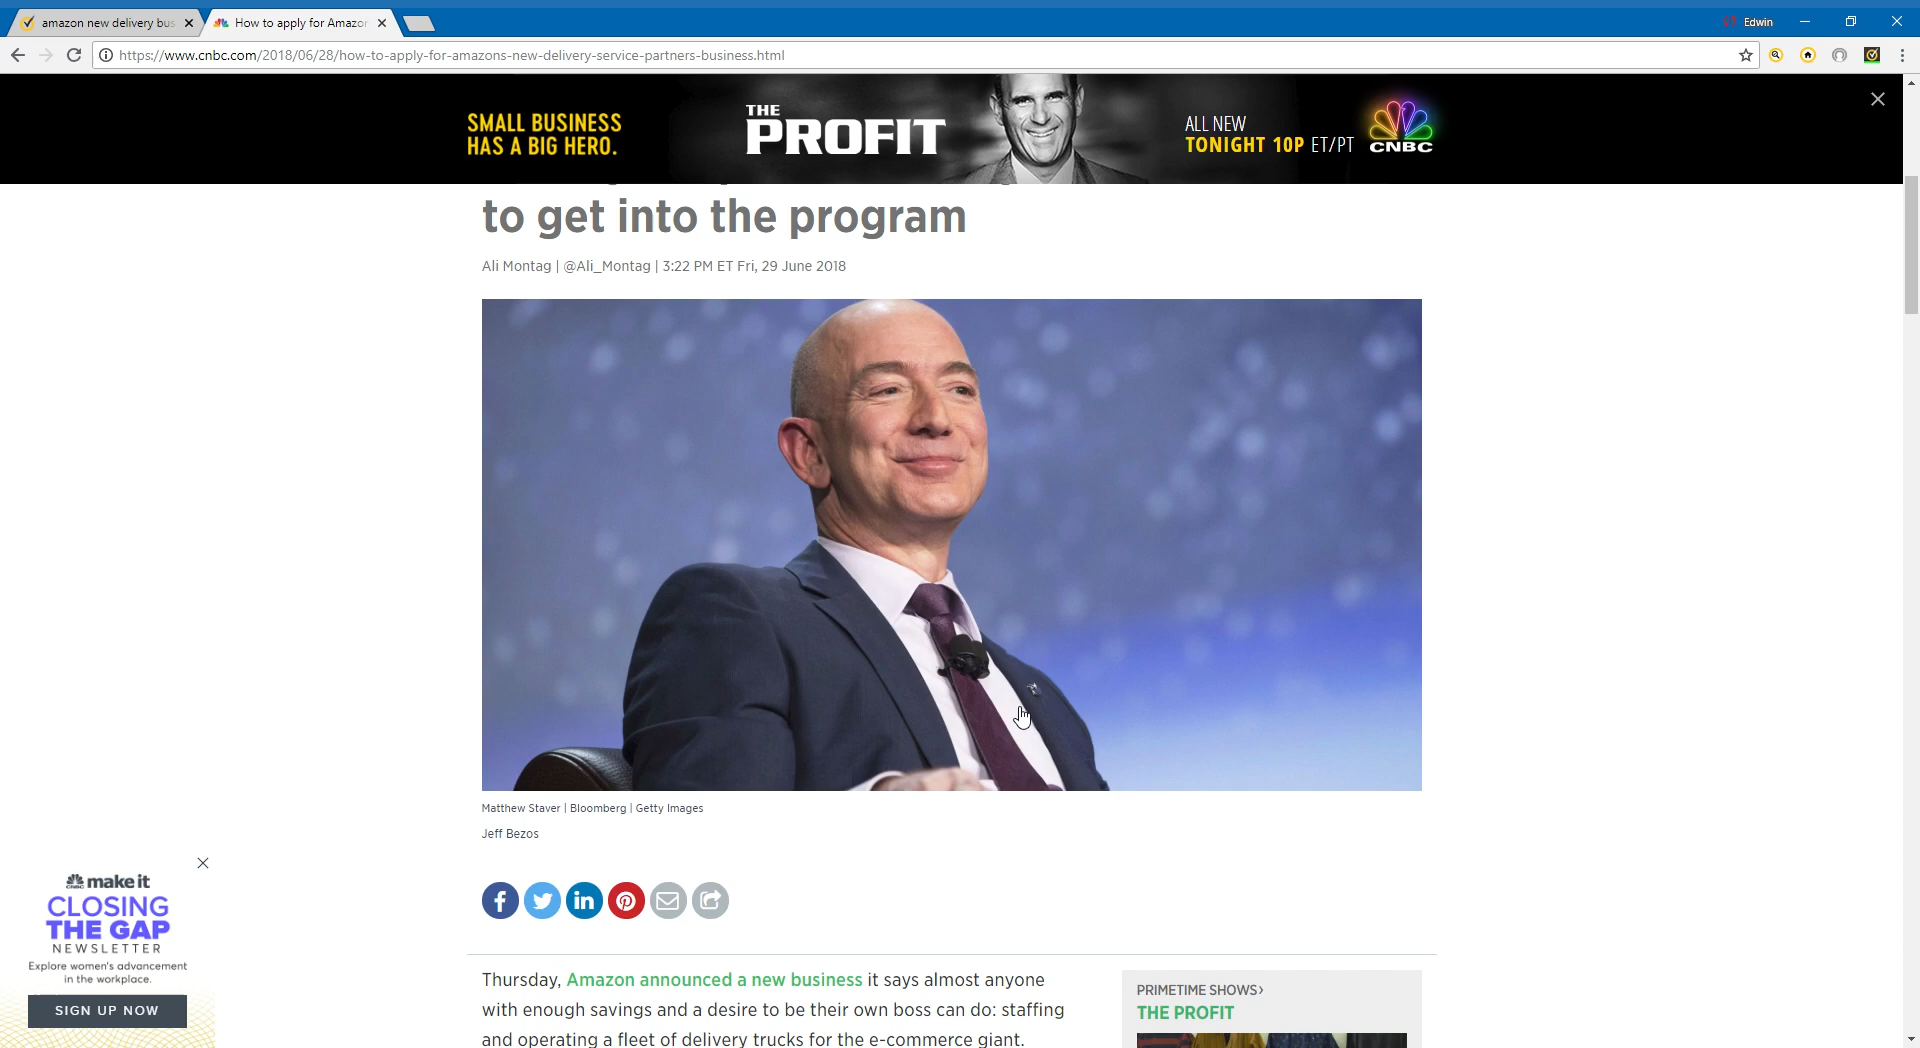 amazon new delivery bus
How to apply for Amazon
Edwin
https://www.cnbc.com/2018/06/28/how-to-apply-for-amazons-new-delivery-service-partners-business.html
SMALL BUSINESS
HAS A BIG HERO.
THE
PROFIT
ALL NEW
TONIGHT 10P ET/PT
CNBC
to get into the program
Ali Montag | @Ali_Montag | 3:22 PM ET Fri, 29 June 2018
Matthew Staver | Bloomberg | Getty Images
Jeff Bezos
CNBC make it
CLOSING
THE GAP
NEWSLETTER
Explore women's advancement
in the workplace.
SIGN UP NOW
Thursday, Amazon announced a new business it says almost anyone
with enough savings and a desire to be their own boss can do: staffing
and operating a fleet of delivery trucks for the e-commerce giant.
PRIMETIME SHOWS›
THE PROFIT